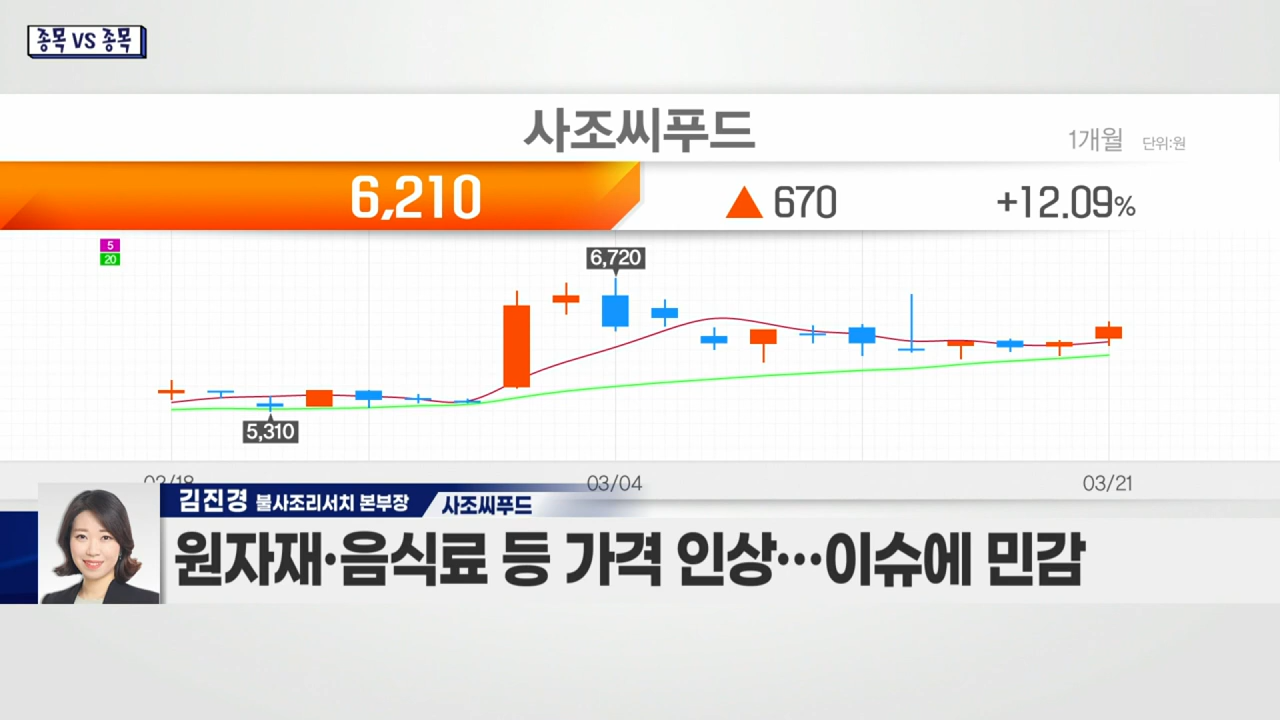 종목 VS 종목
사조씨푸드
1개월 단위:원
6,210 ▲ 670 +12.09%
5
20
6,720
5,310
02/18 03/04 03/21
김진경 불사조리서치 본부장 사조씨푸드
원자재·음식료 등 가격 인상…이슈에 민감